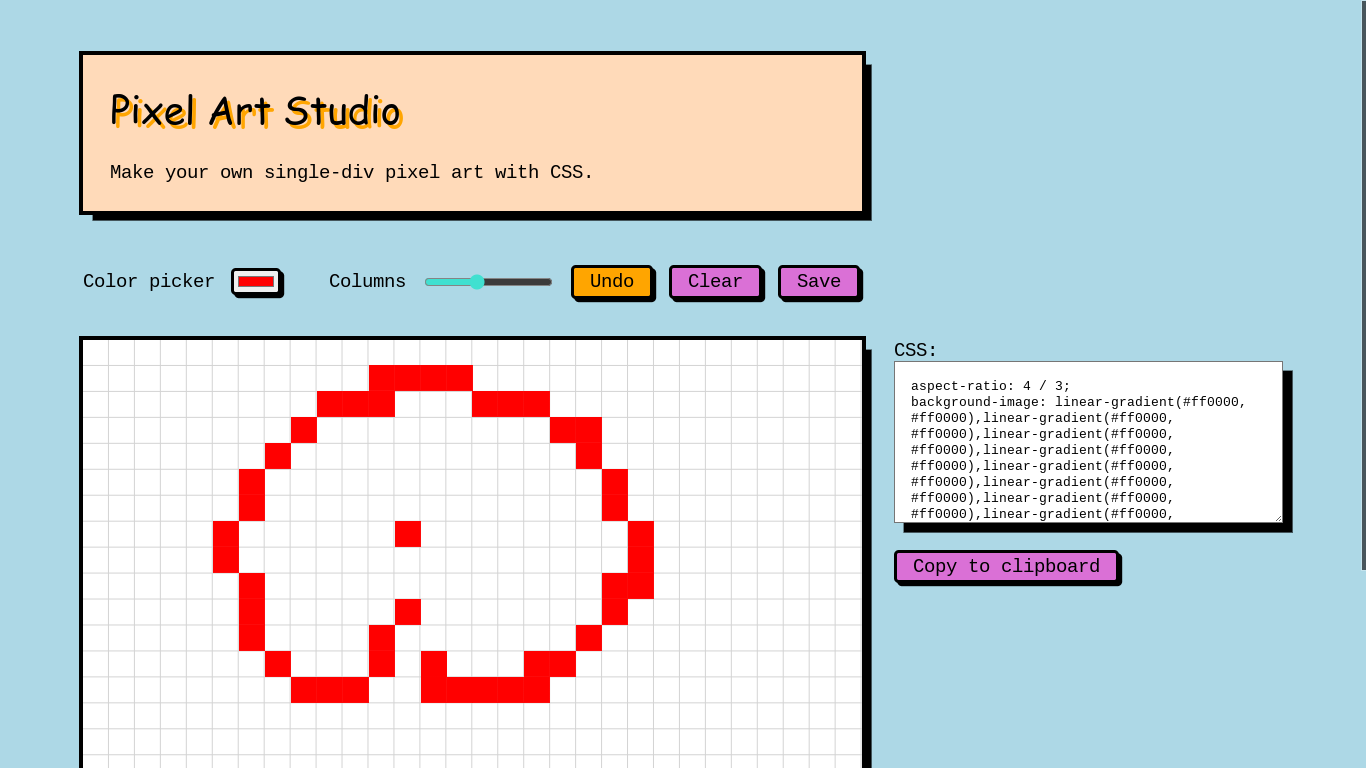 Pixel Art Studio
Make your own single-div pixel art with CSS.
Color picker
Columns
Undo
Clear
Save
CSS:
aspect-ratio: 4 / 3;
background-image: linear-gradient(#ff0000,
#ff0000),linear-gradient(#ff0000,
#ff0000),linear-gradient(#ff0000,
#ff0000),linear-gradient(#ff0000,
#ff0000),linear-gradient(#ff0000,
#ff0000),linear-gradient(#ff0000,
#ff0000),linear-gradient(#ff0000,
#ff0000),linear-gradient(#ff0000,
Copy to clipboard